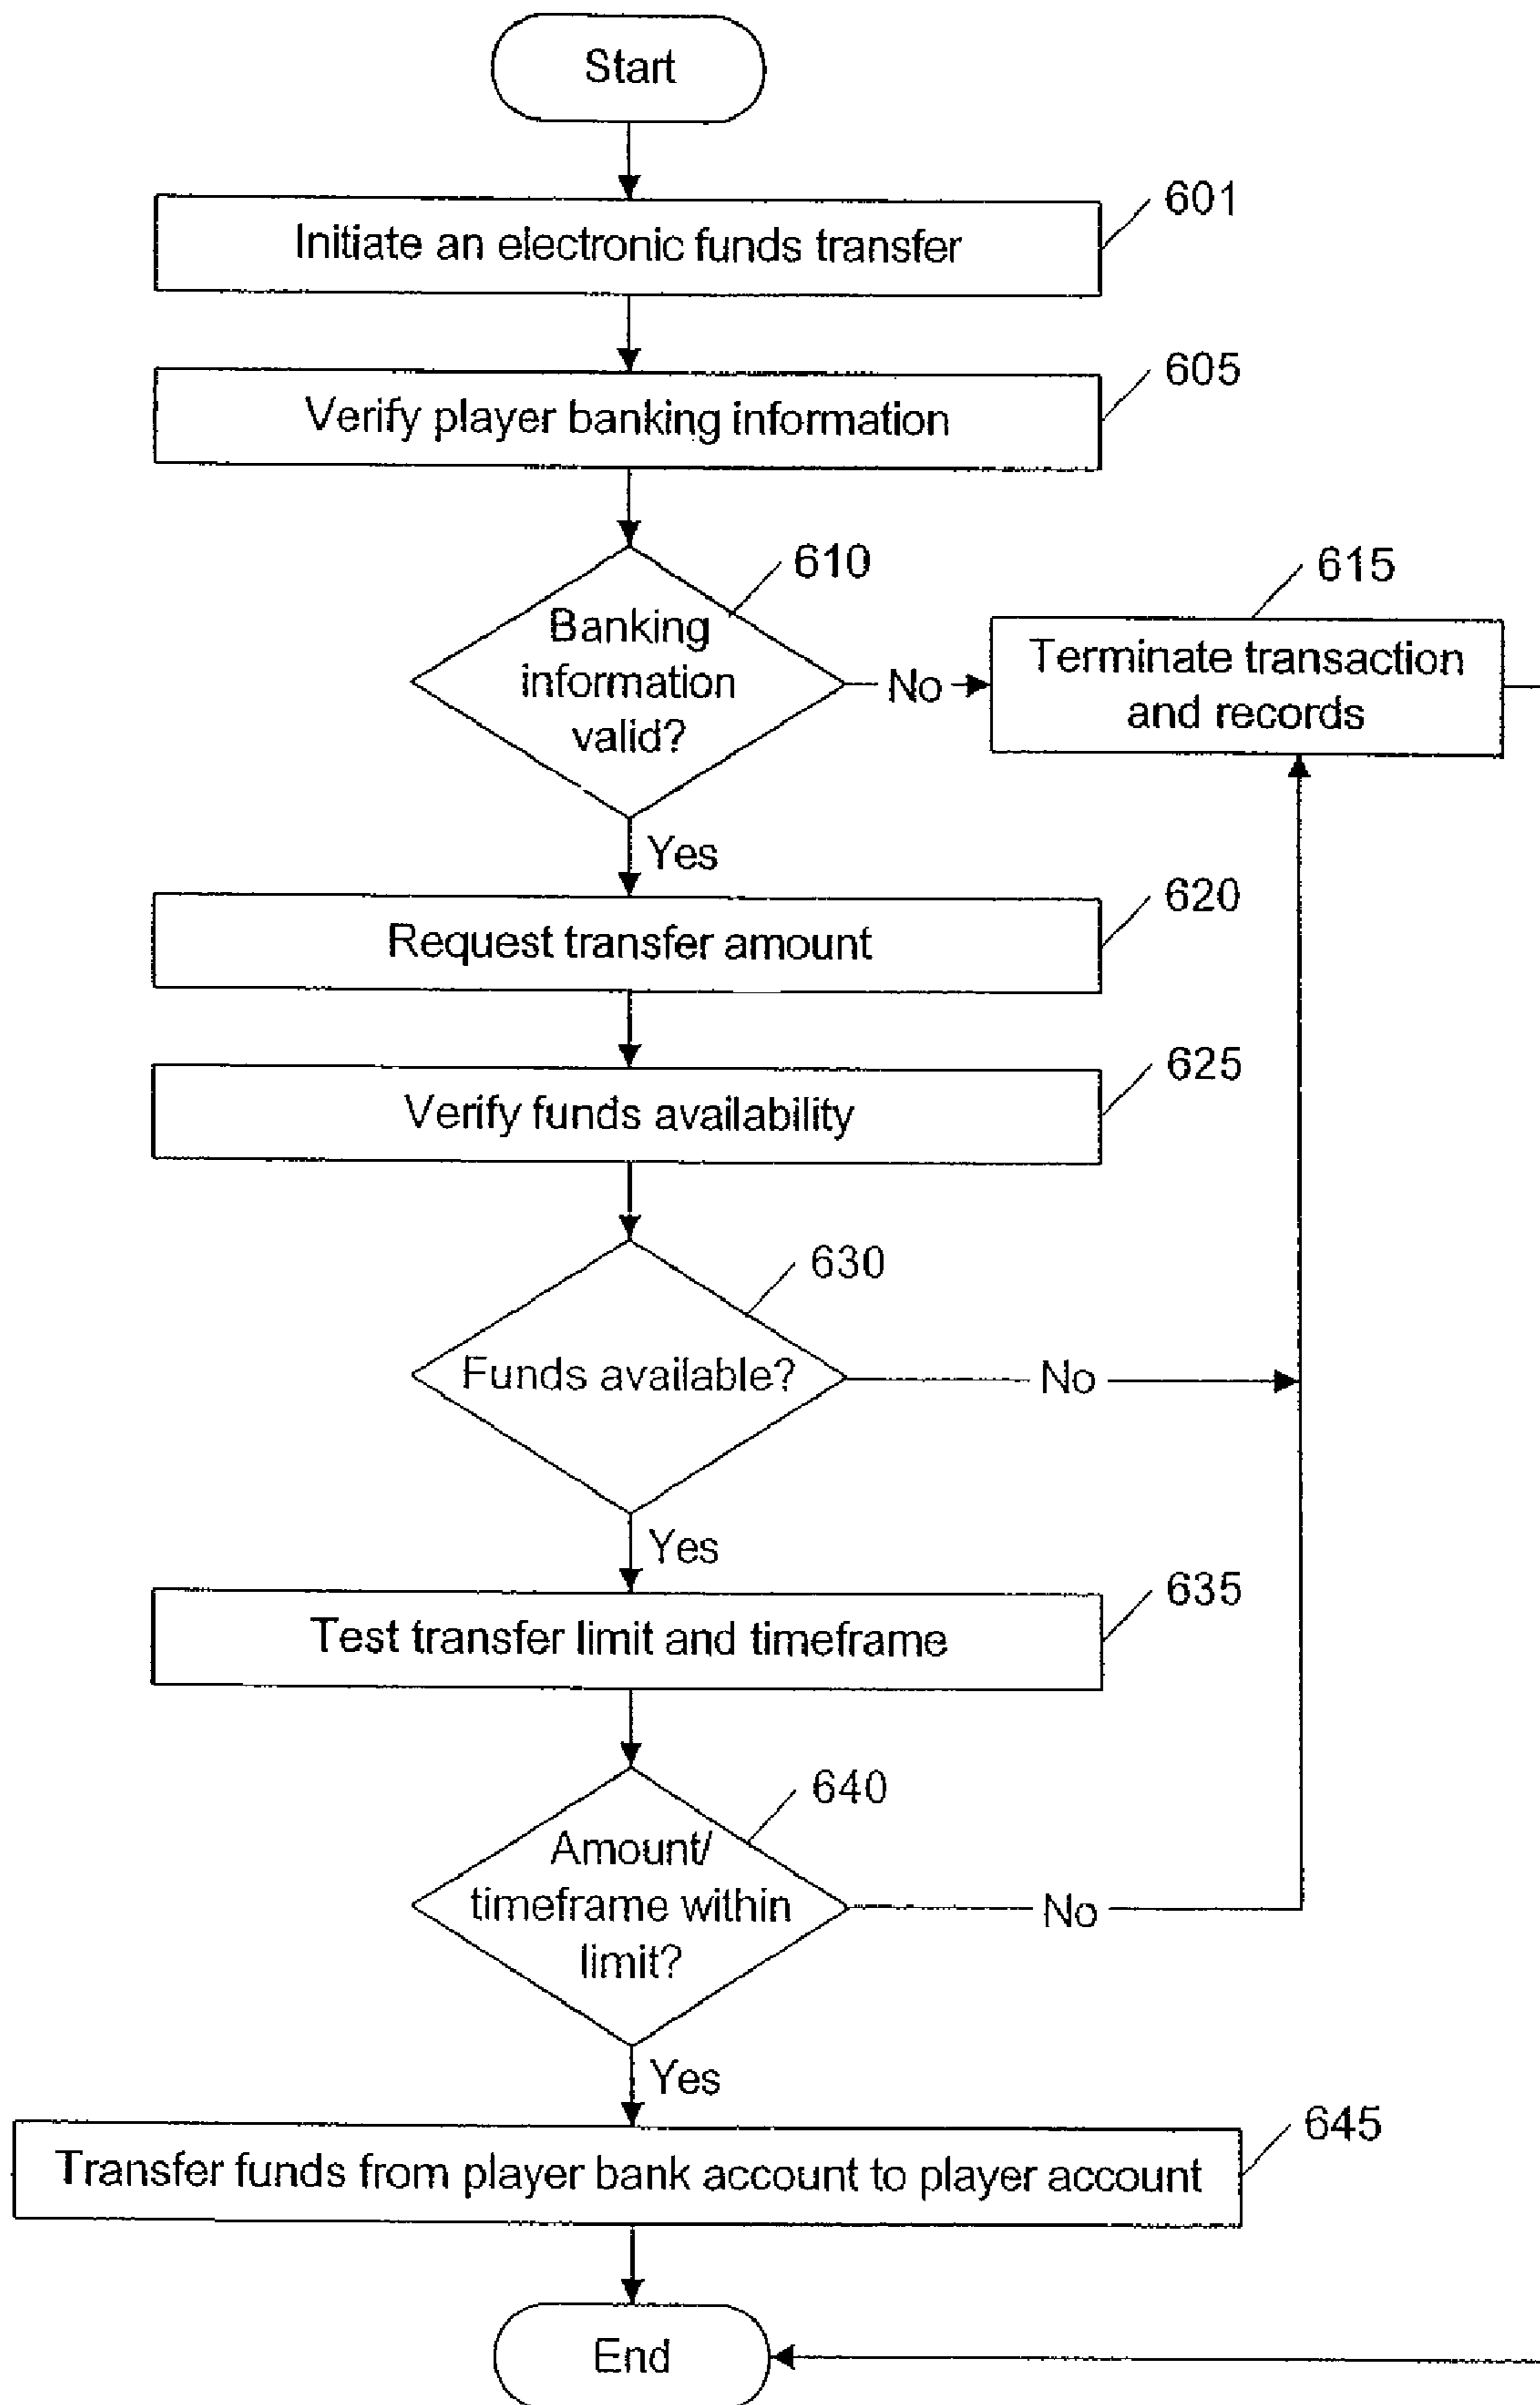 Start
601
Initiate an electronic funds transfer
605
Verify player banking information
610
Banking
information
valid?
No
615
Terminate transaction
and records
Yes
620
Request transfer amount
625
Verify funds availability
630
Funds available?
No
Yes
635
Test transfer limit and timeframe
640
Amount/
timeframe within
limit?
No
Yes
645
Transfer funds from player bank account to player account
End